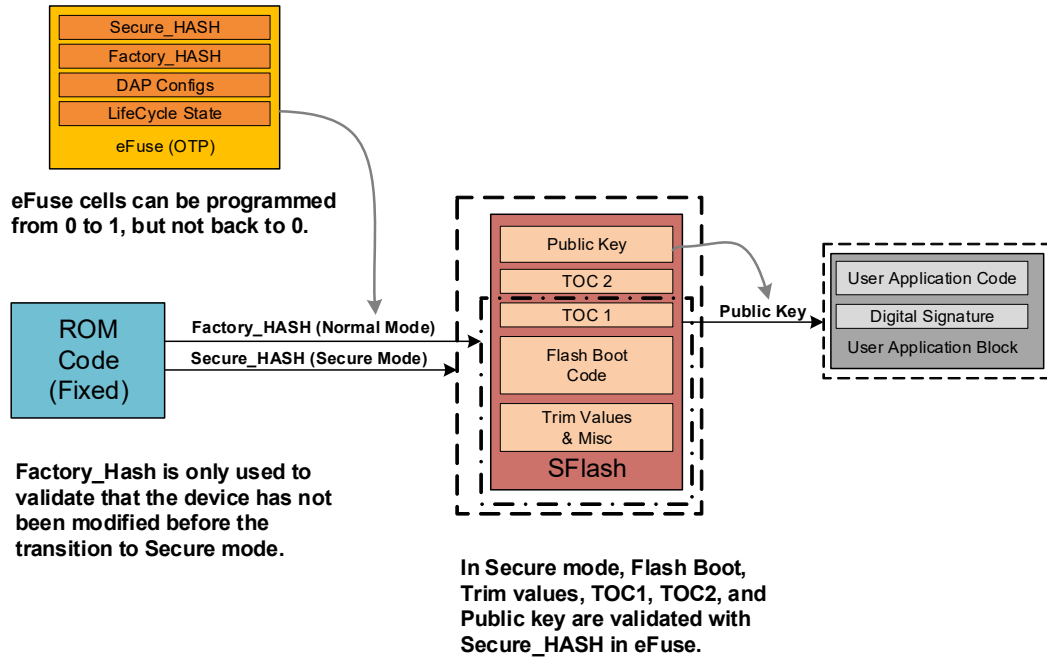 Secure_HASH
Factory_HASH
DAP Configs
LifeCycle State
eFuse (OTP)
eFuse cells can be programmed
from 0 to 1, but not back to 0.
ROM
Code
(Fixed)
Factory_HASH (Normal Mode)
Secure_HASH (Secure Mode)
Factory_Hash is only used to
validate that the device has not
been modified before the
transition to Secure mode.
Public Key
TOC 2
TOC 1
Flash Boot
Code
Trim Values
& Misc
SFlash
In Secure mode, Flash Boot,
Trim values, TOC1, TOC2, and
Public key are validated with
Secure_HASH in eFuse.
Public Key
User Application Code
Digital Signature
User Application Block